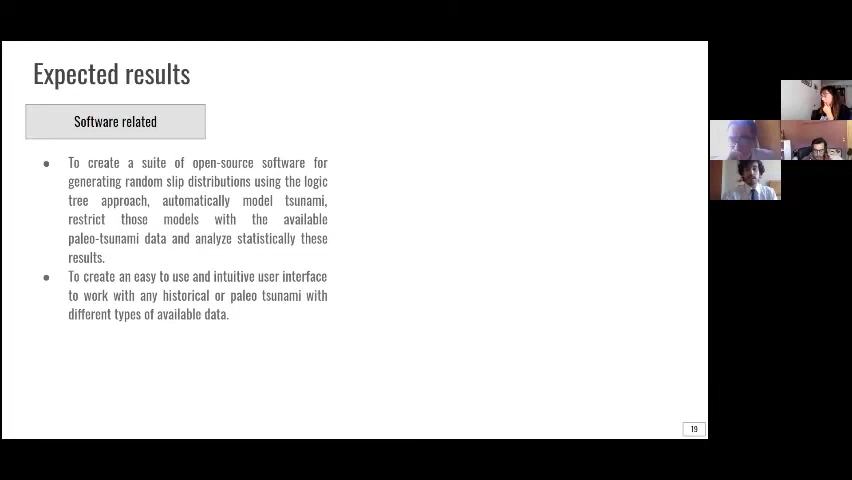 Expected results
Software related
● To create a suite of open-source software for
generating random slip distributions using the logic
tree approach, automatically model tsunami,
restrict those models with the available
paleo-tsunami data and analyze statistically these
results.
● To create an easy to use and intuitive user interface
to work with any historical or paleo tsunami with
different types of available data.
19